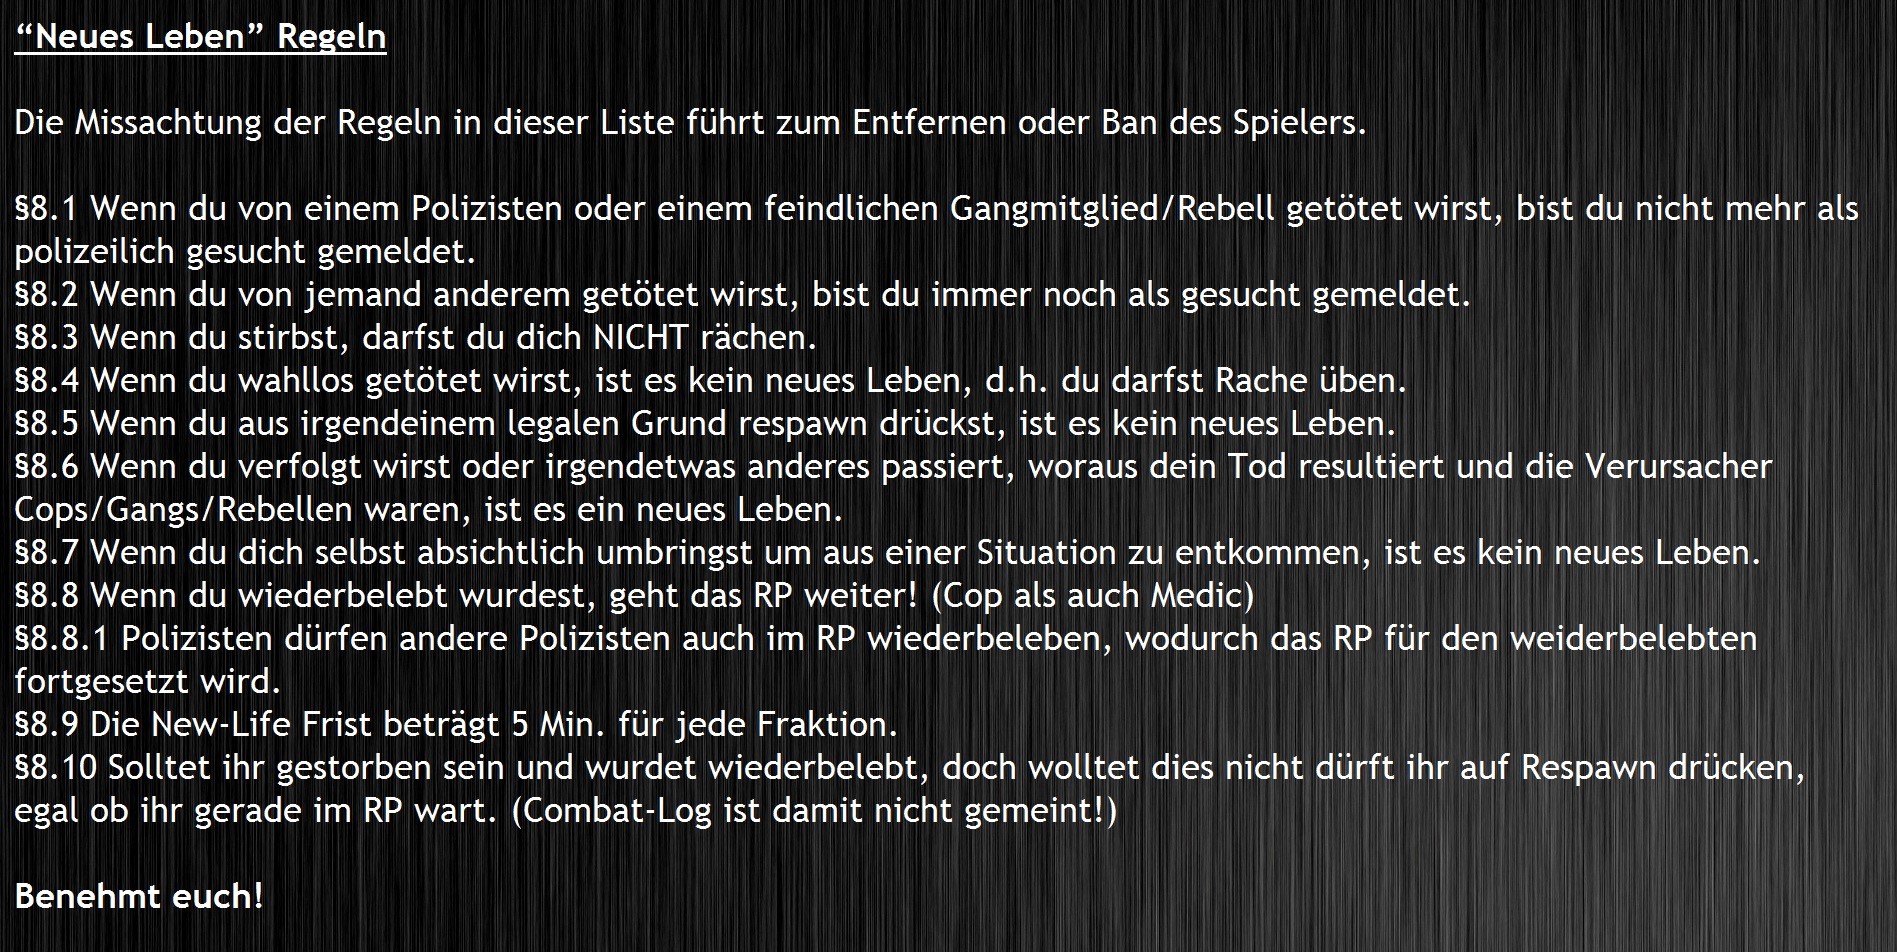 “Neues Leben” Regeln
Die Missachtung der Regeln in dieser Liste führt zum Entfernen oder Ban des Spielers.
§8.1 Wenn du von einem Polizisten oder einem feindlichen Gangmitglied/Rebell getötet wirst, bist du nicht mehr als
polizeilich gesucht gemeldet.
§8.2 Wenn du von jemand anderem getötet wirst, bist du immer noch als gesucht gemeldet.
§8.3 Wenn du stirbst, darfst du dich NICHT rächen.
§8.4 Wenn du wahllos getötet wirst, ist es kein neues Leben, d.h. du darfst Rache üben.
§8.5 Wenn du aus irgendeinem legalen Grund respawn drückst, ist es kein neues Leben.
§8.6 Wenn du verfolgt wirst oder irgendetwas anderes passiert, woraus dein Tod resultiert und die Verursacher
Cops/Gangs/Rebellen waren, ist es ein neues Leben.
§8.7 Wenn du dich selbst absichtlich umbringst um aus einer Situation zu entkommen, ist es kein neues Leben.
§8.8 Wenn du wiederbelebt wurdest, geht das RP weiter! (Cop als auch Medic)
§8.8.1 Polizisten dürfen andere Polizisten auch im RP wiederbeleben, wodurch das RP für den weiderbelebten
fortgesetzt wird.
§8.9 Die New-Life Frist beträgt 5 Min. für jede Fraktion.
§8.10 Solltet ihr gestorben sein und wurdet wiederbelebt, doch wolltet dies nicht dürft ihr auf Respawn drücken,
egal ob ihr gerade im RP wart. (Combat-Log ist damit nicht gemeint!)
Benehmt euch!